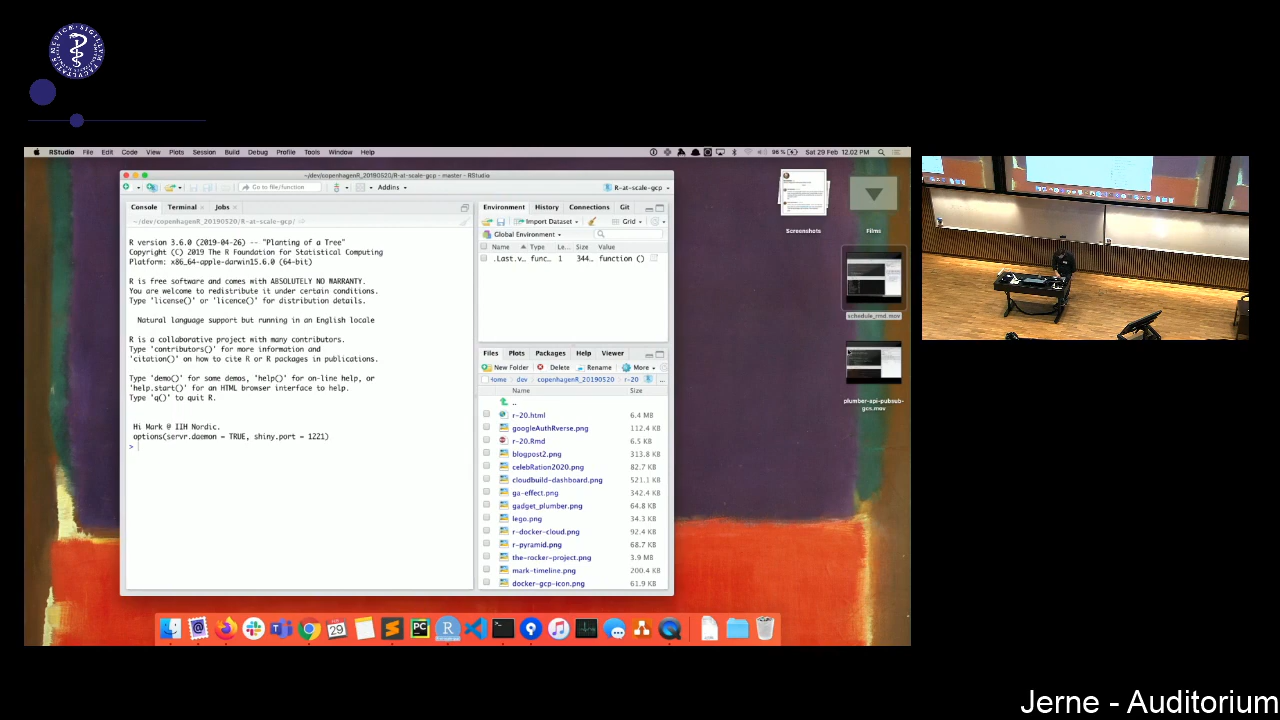 RStudio File Edit Code View Plots Session Build Debug Profile Tools Window Help
96% Sat 29 Feb 12.02 PM
~/dev/copenhagenR_20190520/R-at-scale-gcp - master - RStudio
Go to file/function Addins R-at-scale-gcp
Console Terminal Jobs
~/dev/copenhagenR_20190520/R-at-scale-gcp/
R version 3.6.0 (2019-04-26) -- "Planting of a Tree"
Copyright (C) 2019 The R Foundation for Statistical Computing
Platform: x86_64-apple-darwin15.6.0 (64-bit)
R is free software and comes with ABSOLUTELY NO WARRANTY.
You are welcome to redistribute it under certain conditions.
Type 'license()' or 'licence()' for distribution details.
Natural language support but running in an English locale
R is a collaborative project with many contributors.
Type 'contributors()' for more information and
'citation()' on how to cite R or R packages in publications.
Type 'demo()' for some demos, 'help()' for on-line help, or
'help.start()' for an HTML browser interface to help.
Type 'q()' to quit R.
Hi Mark @ IIH Nordic.
options(servr.daemon = TRUE, shiny.port = 1221)
>
Environment History Connections Git
Import Dataset Grid
Global Environment
Name Type Le... Size Value
.Last.v... func... 1 344... function ()
Files Plots Packages Help Viewer
New Folder Delete Rename More
Home dev copenhagenR_20190520 r-20 ...
Name Size
..
r-20.html 6.4 MB
googleAuthRverse.png 112.4 KB
r-20.Rmd 6.5 KB
blogpost2.png 313.8 KB
celebRation2020.png 82.7 KB
cloudbuild-dashboard.png 521.1 KB
ga-effect.png 342.4 KB
gadget_plumber.png 64.8 KB
lego.png 34.3 KB
r-docker-cloud.png 92.4 KB
r-pyramid.png 68.7 KB
the-rocker-project.png 3.9 MB
mark-timeline.png 200.4 KB
docker-gcp-icon.png 61.9 KB
Screenshots
Films
schedule_rmd.mov
plumber-api-pubsub-
gcs.mov
29
PC
R
Jerne - Auditorium